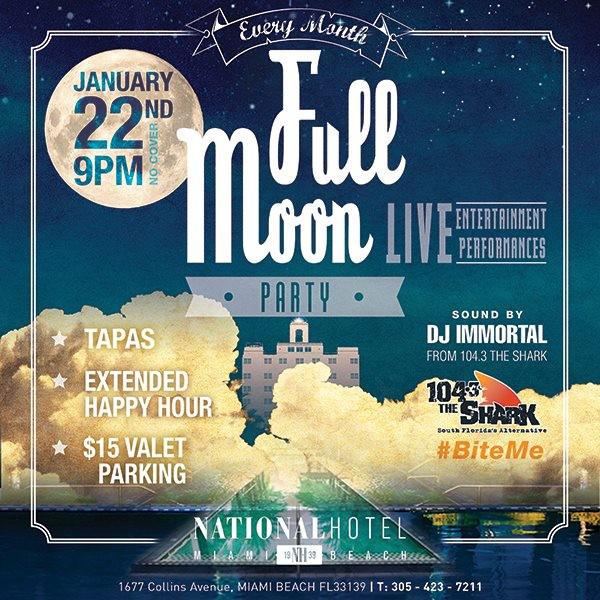 Every Month
JANUARY
22ND
9PM
NO COVER
Full
Moon
LIVE
ENTERTAINMENT
PERFORMANCES
• PARTY •
SOUND BY
DJ IMMORTAL
FROM 104.3 THE SHARK
104.3
THE SHARK
South Florida's Alternative
#BiteMe
TAPAS
EXTENDED
HAPPY HOUR
$15 VALET
PARKING
NATIONAL HOTEL
MIAMI 19 NH 39 BEACH
1677 Collins Avenue, MIAMI BEACH FL33139 | T: 305 - 423 - 7211